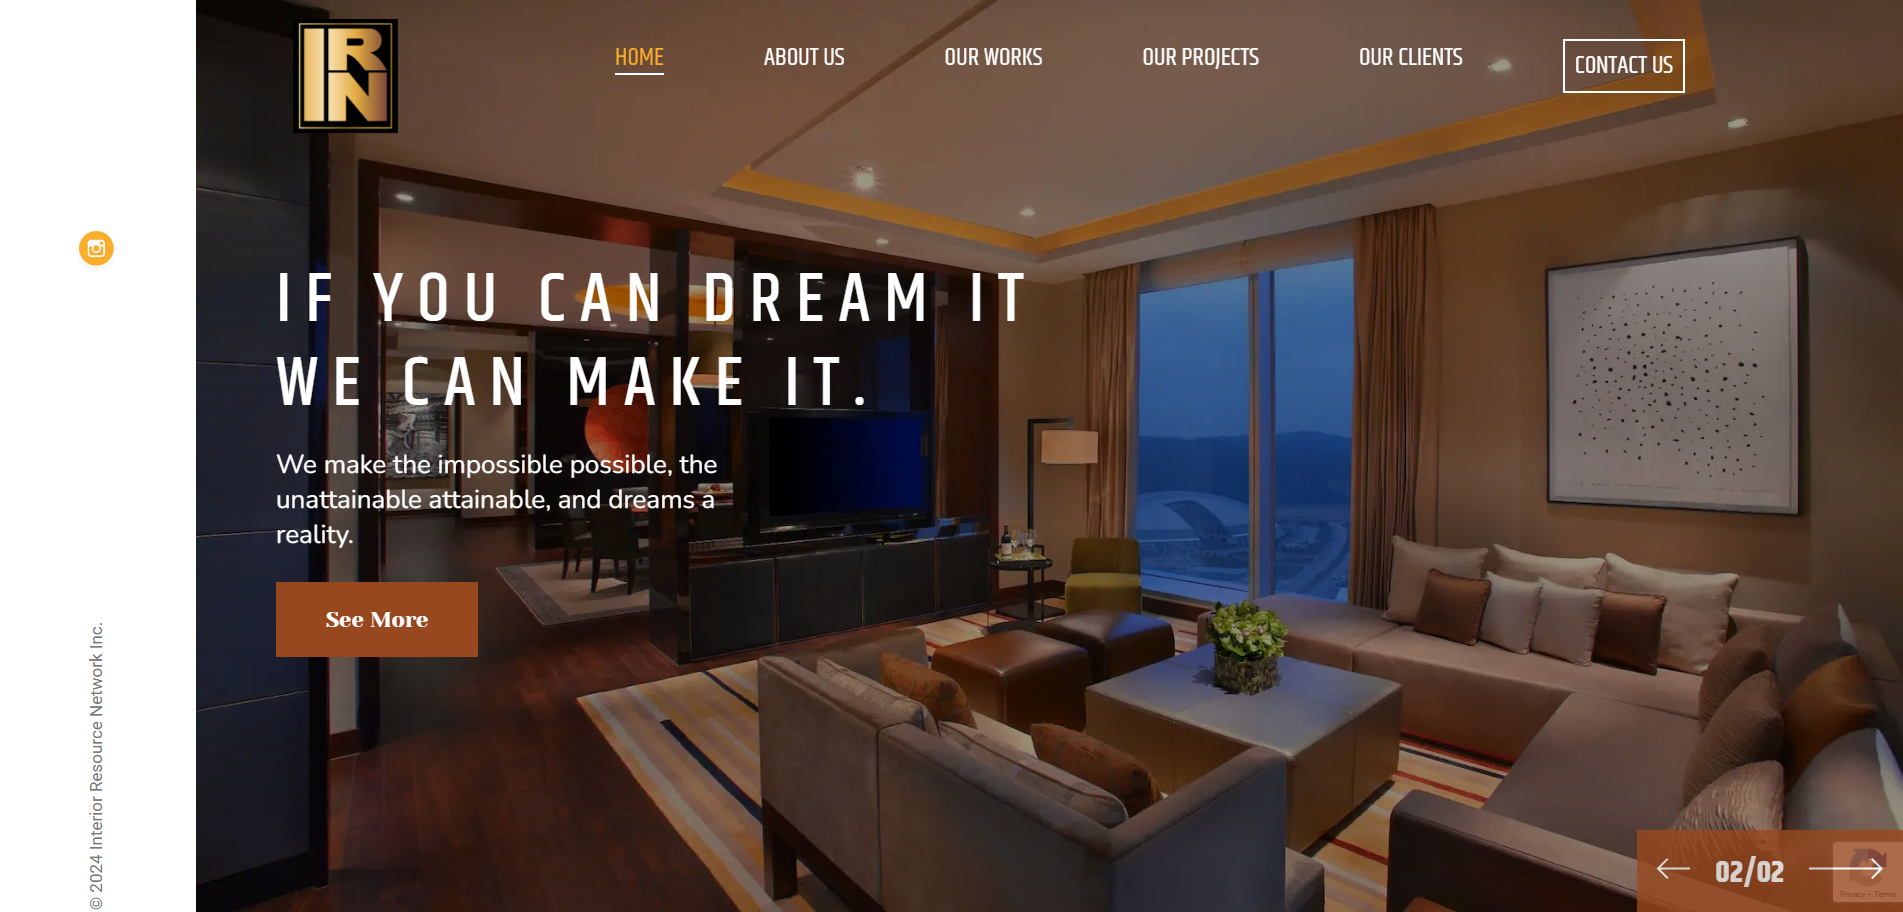 IRN
HOME
ABOUT US
OUR WORKS
OUR PROJECTS
OUR CLIENTS
CONTACT US
IF YOU CAN DREAM IT
WE CAN MAKE IT.
We make the impossible possible, the
unattainable attainable, and dreams a
reality.
See More
© 2024 Interior Resource Network Inc.
02/02
Privacy - Terms